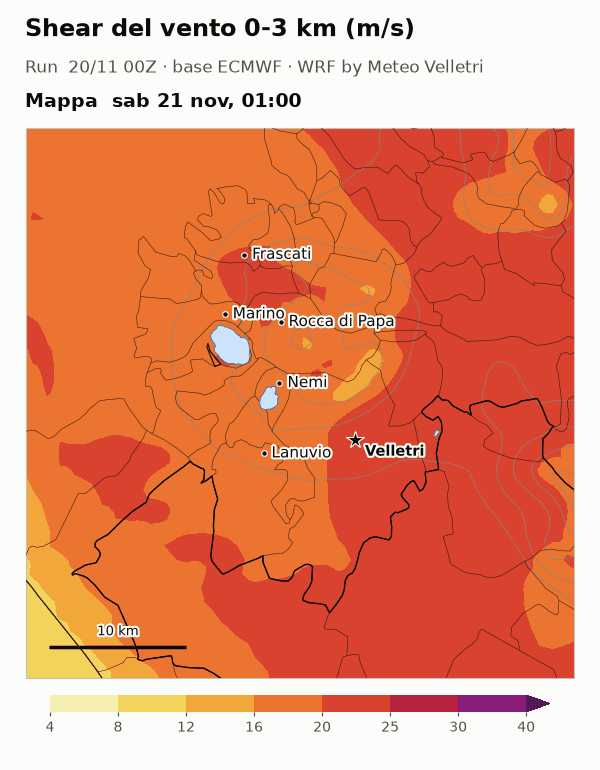 Shear del vento 0-3 km (m/s)
Run  20/11 00Z · base ECMWF · WRF by Meteo Velletri
Mappa  sab 21 nov, 01:00
Frascati
Marino
Rocca di Papa
Nemi
Velletri
Lanuvio
10 km
4 8 12 16 20 25 30 40